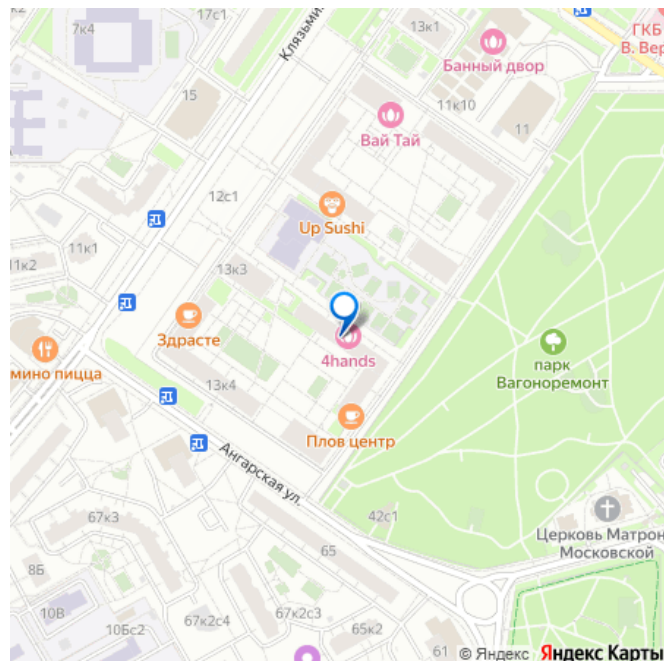 17с1
7к4
Клязьмин
ГКБ
В. Вер
Банный двор
15
11к10
11
Вай Тай
12с1
Up Sushi
11к1
11к2
13к3
Здрасте
4hands
парк
Вагоноремонт
мино пицца
13к4
Плов центр
Ангарская ул.
67к3
42с1
Церковь Матрон
Московской
65
8Б
10В
10Бс2
67к2с4
67к2с3
65к2
61
© Яндекс Яндекс Карты